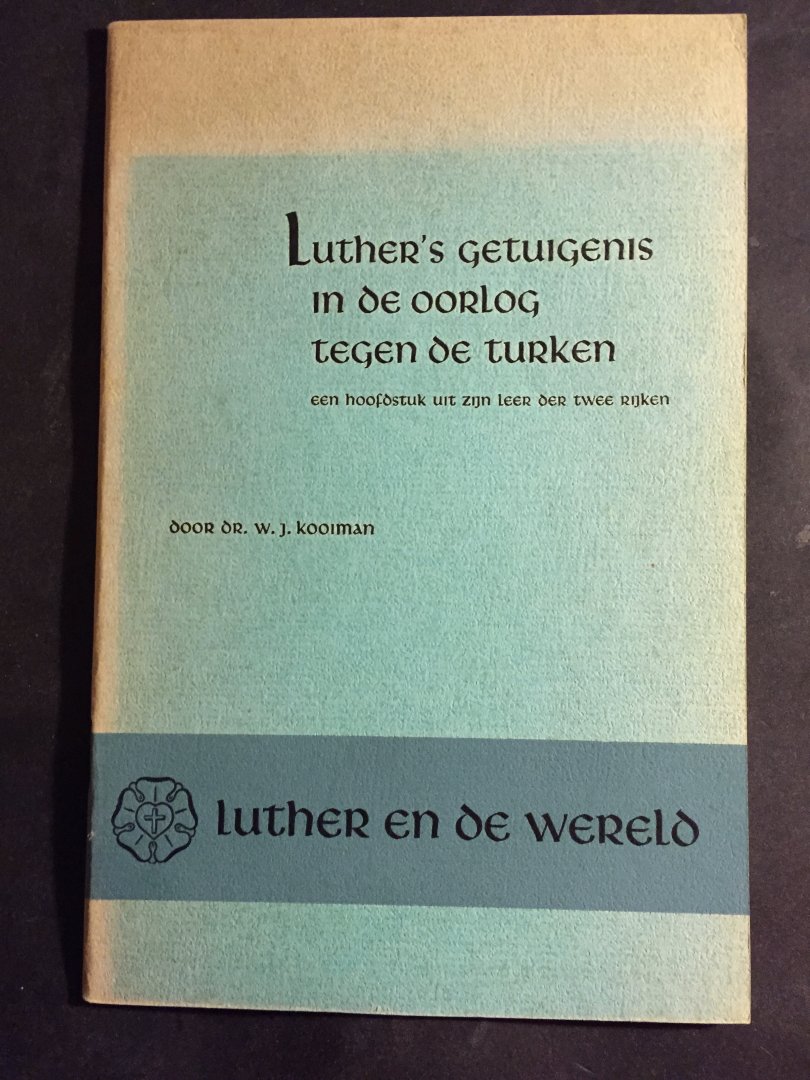 Luther's getuigenis
in de oorlog
tegen de turken
een hoofdstuk uit zijn leer der twee rijken
door dr. w. j. kooiman
luther en de wereld